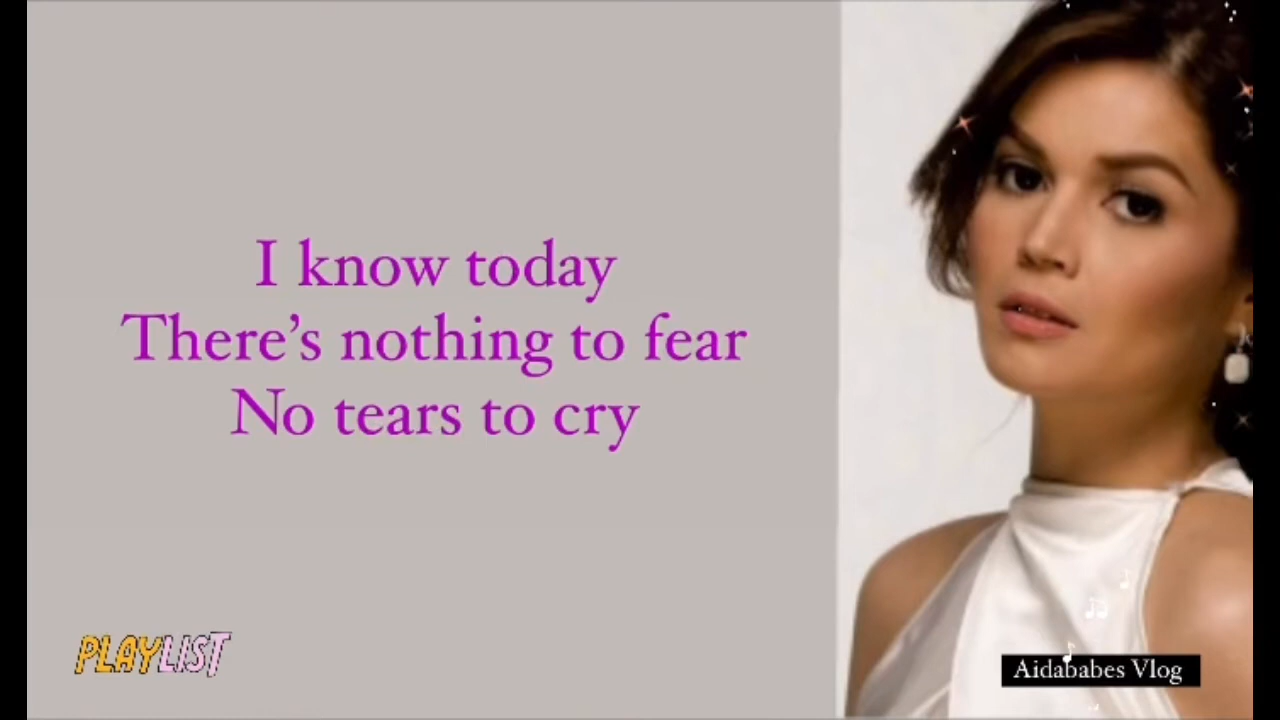 I know today
There's nothing to fear
No tears to cry
PLAYLIST
Aidababes Vlog